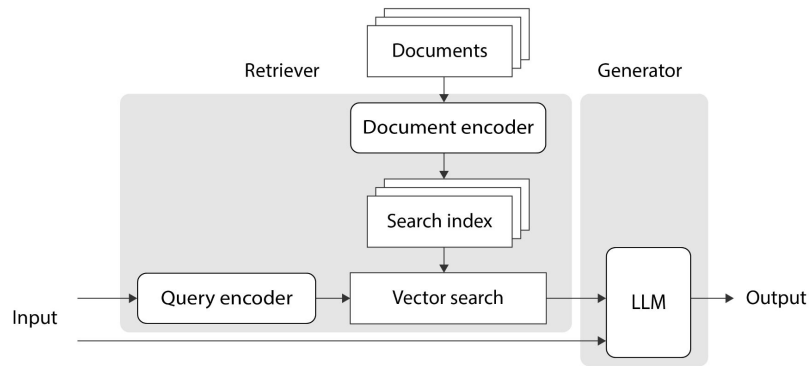 Documents
Retriever
Generator
Document encoder
Search index
Query encoder
Vector search
LLM
Output
Input